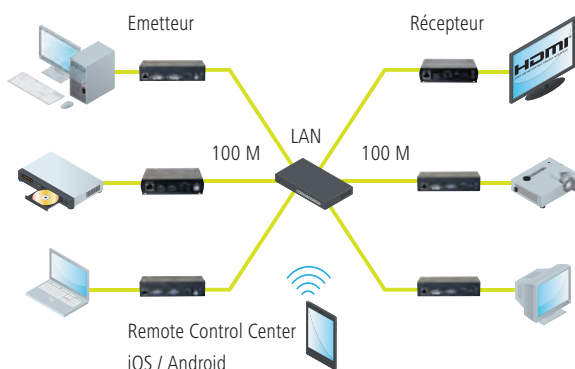 Emetteur
Récepteur
HDMI
LAN
100 M
100 M
Remote Control Center
iOS / Android